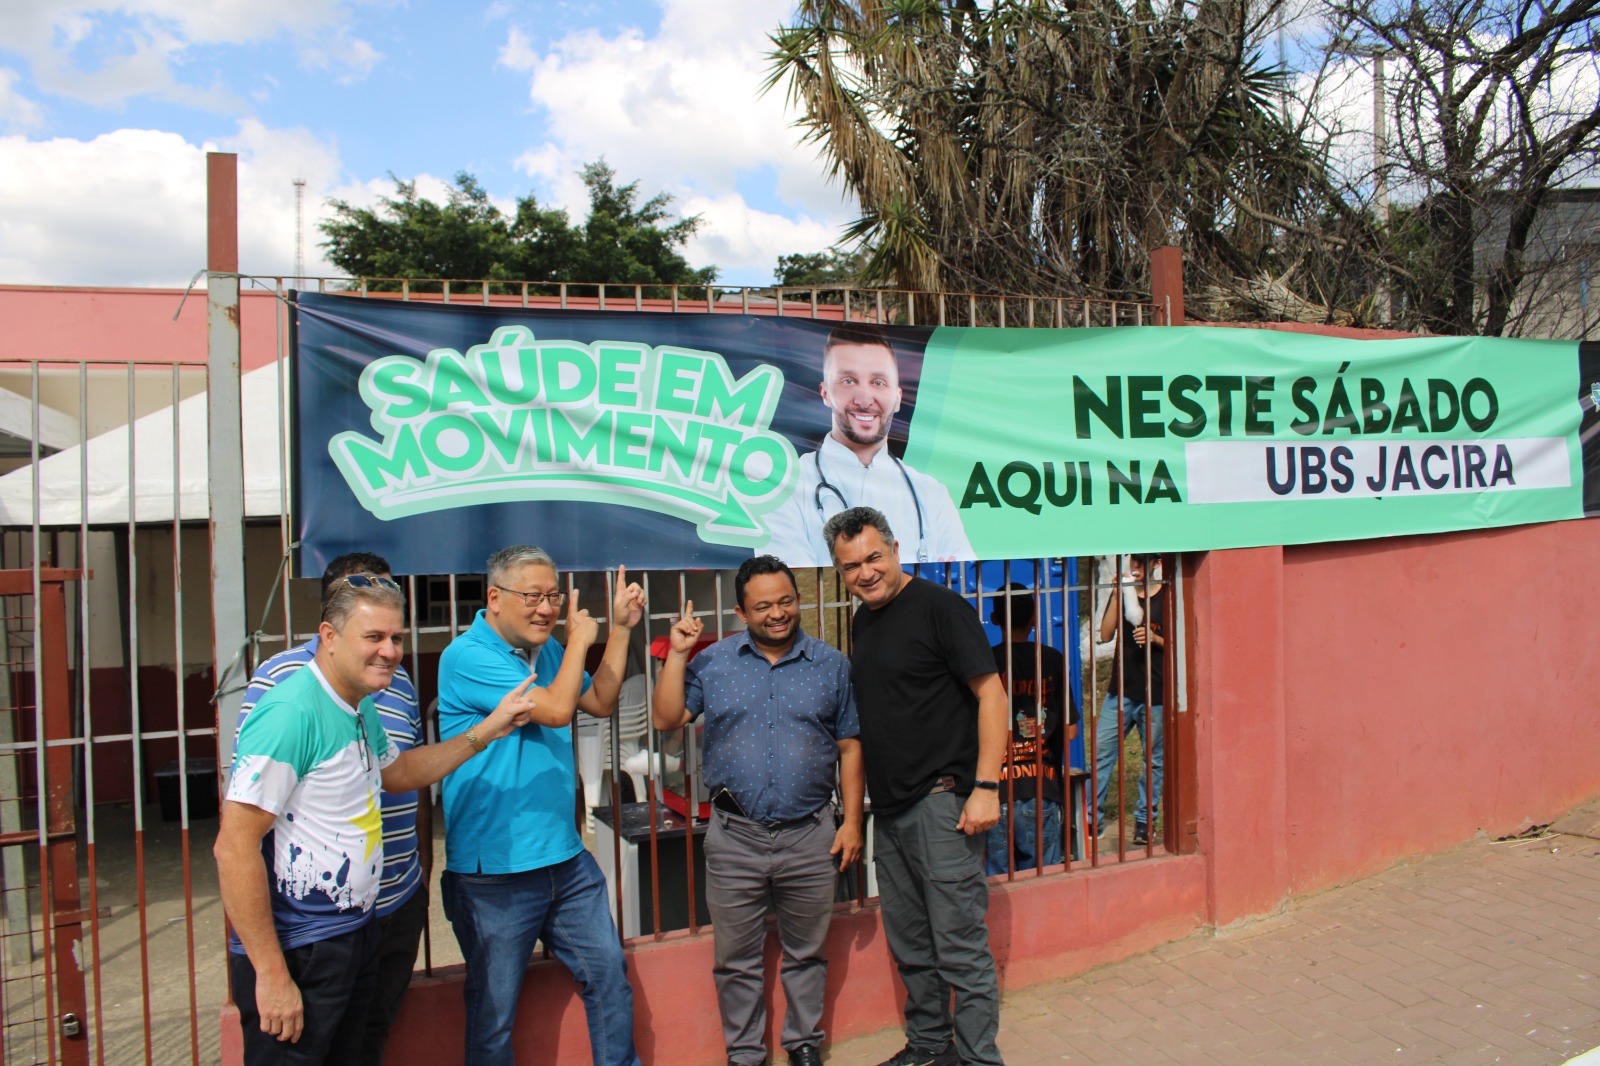 SAÚDE EM
MOVIMENTO
NESTE SÁBADO
AQUI NA UBS JACIRA